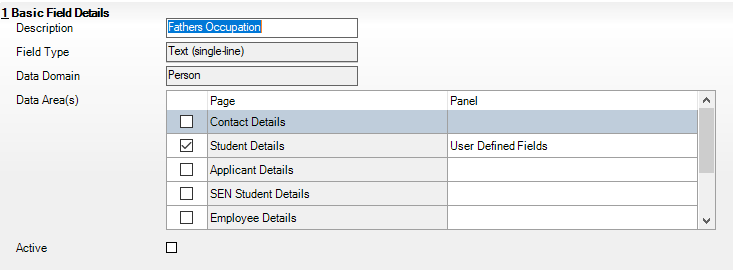 1 Basic Field Details
Description Fathers Occupation
Field Type Text (single-line)
Data Domain Person
Data Area(s) Page Panel
Contact Details
Student Details User Defined Fields
Applicant Details
SEN Student Details
Employee Details
Active